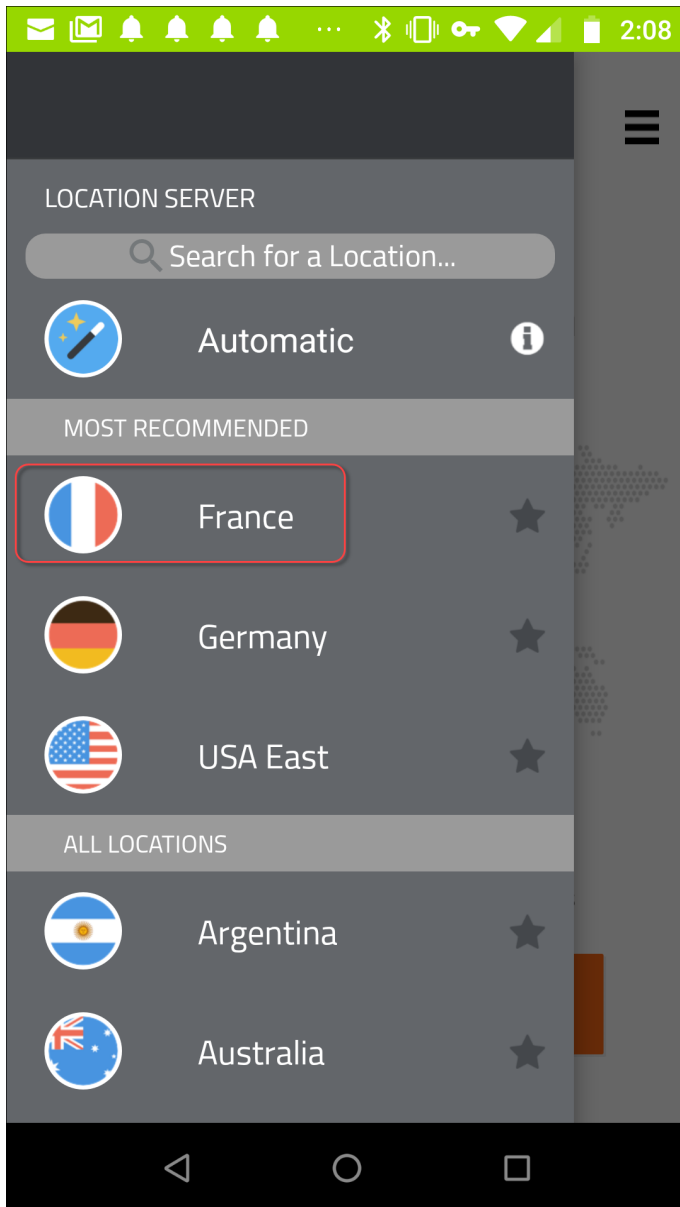 2:08
LOCATION SERVER
Search for a Location...
Automatic
MOST RECOMMENDED
France
Germany
USA East
ALL LOCATIONS
Argentina
Australia